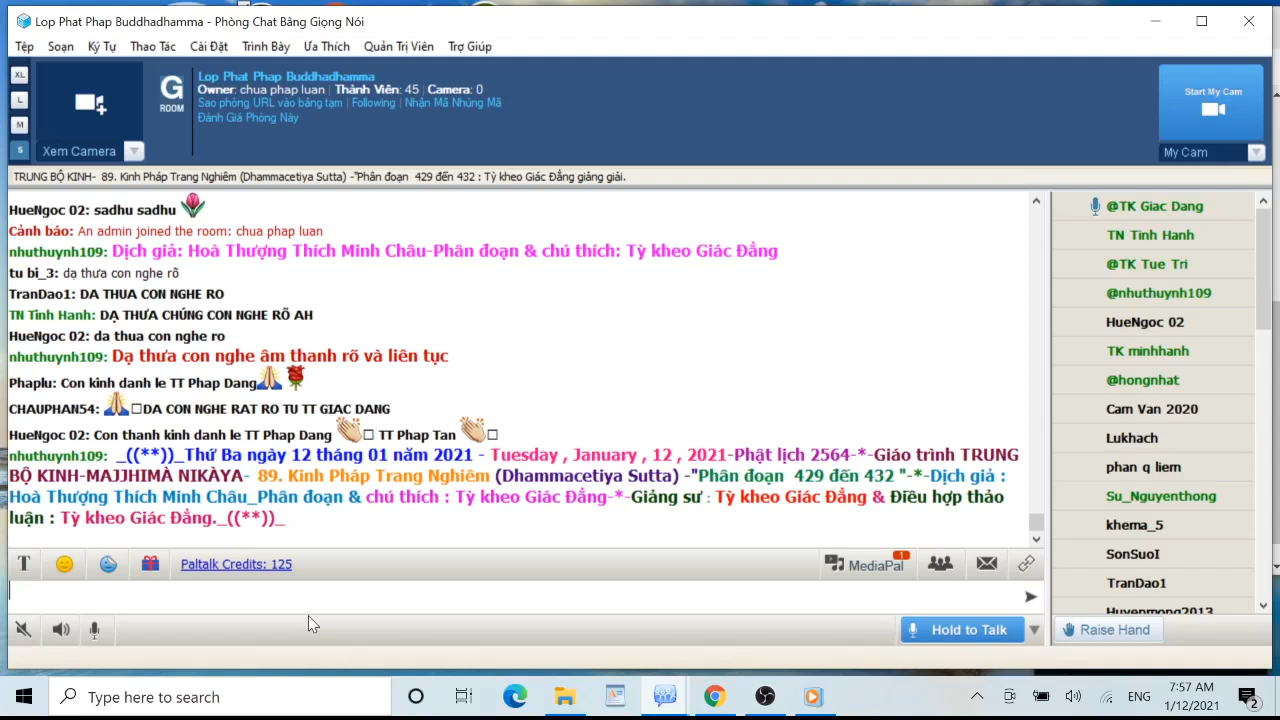 Lop Phat Phap Buddhadhamma - Phòng Chat Bằng Giọng Nói
Tệp Soạn Ký Tự Thao Tác Cài Đặt Trình Bày Ưa Thích Quản Trị Viên Trợ Giúp
XL
L
M
S
Xem Camera
G
ROOM
Lop Phat Phap Buddhadhamma
Owner: chua phap luan | Thành Viên: 45 | Camera: 0
Sao phỏng URL vào bảng tạm | Following | Nhận Mã Nhúng Mã
Đánh Giá Phòng Này
Start My Cam
My Cam
TRUNG BỘ KINH- 89. Kinh Pháp Trang Nghiêm (Dhammacetiya Sutta) -"Phân đoạn 429 đến 432 : Tỳ kheo Giác Đẳng giảng giải.
HueNgoc 02: sadhu sadhu
Cảnh báo: An admin joined the room: chua phap luan
nhuthuynh109: Dịch giả: Hoà Thượng Thích Minh Châu-Phân đoạn & chú thích: Tỳ kheo Giác Đẳng
tu bi_3: dạ thưa con nghe rõ
TranDao1: DA THUA CON NGHE RO
TN Tinh Hanh: DẠ THƯA CHÚNG CON NGHE RÕ AH
HueNgoc 02: da thua con nghe ro
nhuthuynh109: Dạ thưa con nghe âm thanh rõ và liên tục
Phaplu: Con kinh danh le TT Phap Dang
CHAUPHAN54: DA CON NGHE RAT RO TU TT GIAC DANG
HueNgoc 02: Con thanh kinh danh le TT Phap Dang TT Phap Tan
nhuthuynh109: _((**))_Thứ Ba ngày 12 tháng 01 năm 2021 - Tuesday , January , 12 , 2021-Phật lịch 2564-*-Giáo trình TRUNG
BỘ KINH-MAJJHIMÀ NIKÀYA- 89. Kinh Pháp Trang Nghiêm (Dhammacetiya Sutta) -"Phân đoạn 429 đến 432 "-*-Dịch giả :
Hoà Thượng Thích Minh Châu_Phân đoạn & chú thích : Tỳ kheo Giác Đẳng-*-Giảng sư : Tỳ kheo Giác Đẳng & Điều hợp thảo
luận : Tỳ kheo Giác Đẳng._((**))_
@TK Giac Dang
TN Tinh Hanh
@TK Tue Tri
@nhuthuynh109
HueNgoc 02
TK minhhanh
@hongnhat
Cam Van 2020
Lukhach
phan q liem
Su_Nguyenthong
khema_5
SonSuoI
TranDao1
Huyenmong2013
T
Paltalk Credits: 125
MediaPal 1
Hold to Talk
Raise Hand
Type here to search
ENG
7:57 AM
1/12/2021
2